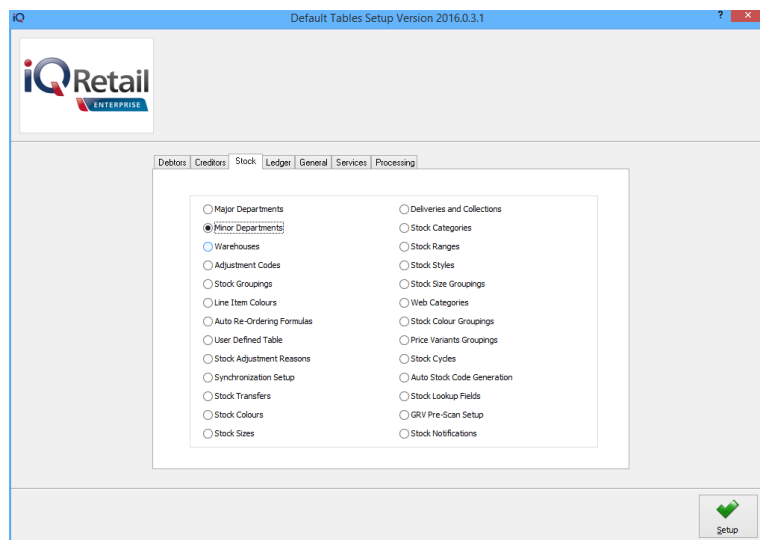 iQ Default Tables Setup Version 2016.0.3.1 ? ×
iQ Retail
ENTERPRISE
Debtors Creditors Stock Ledger General Services Processing
Major Departments
Minor Departments
Warehouses
Adjustment Codes
Stock Groupings
Line Item Colours
Auto Re-Ordering Formulas
User Defined Table
Stock Adjustment Reasons
Synchronization Setup
Stock Transfers
Stock Colours
Stock Sizes
Deliveries and Collections
Stock Categories
Stock Ranges
Stock Styles
Stock Size Groupings
Web Categories
Stock Colour Groupings
Price Variants Groupings
Stock Cycles
Auto Stock Code Generation
Stock Lookup Fields
GRV Pre-Scan Setup
Stock Notifications
Setup